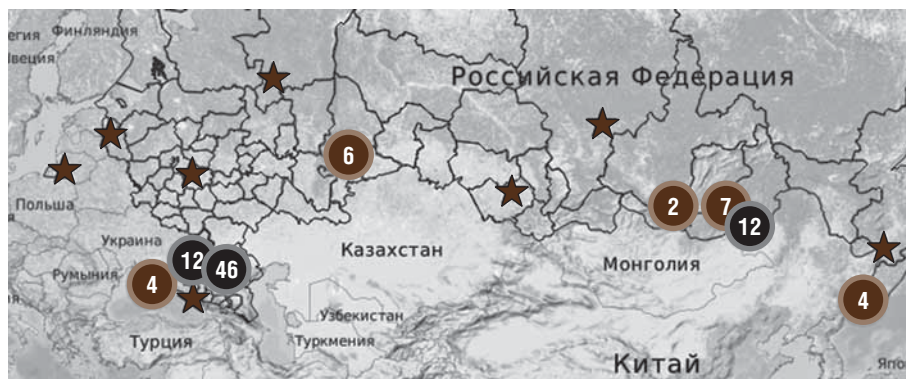 Финляндия
Российская Федерация
6
Польша
2
7
12
Украина
12
46
Казахстан
Монголия
Румыния
4
4
Узбекистан
Турция
Туркмения
Китай